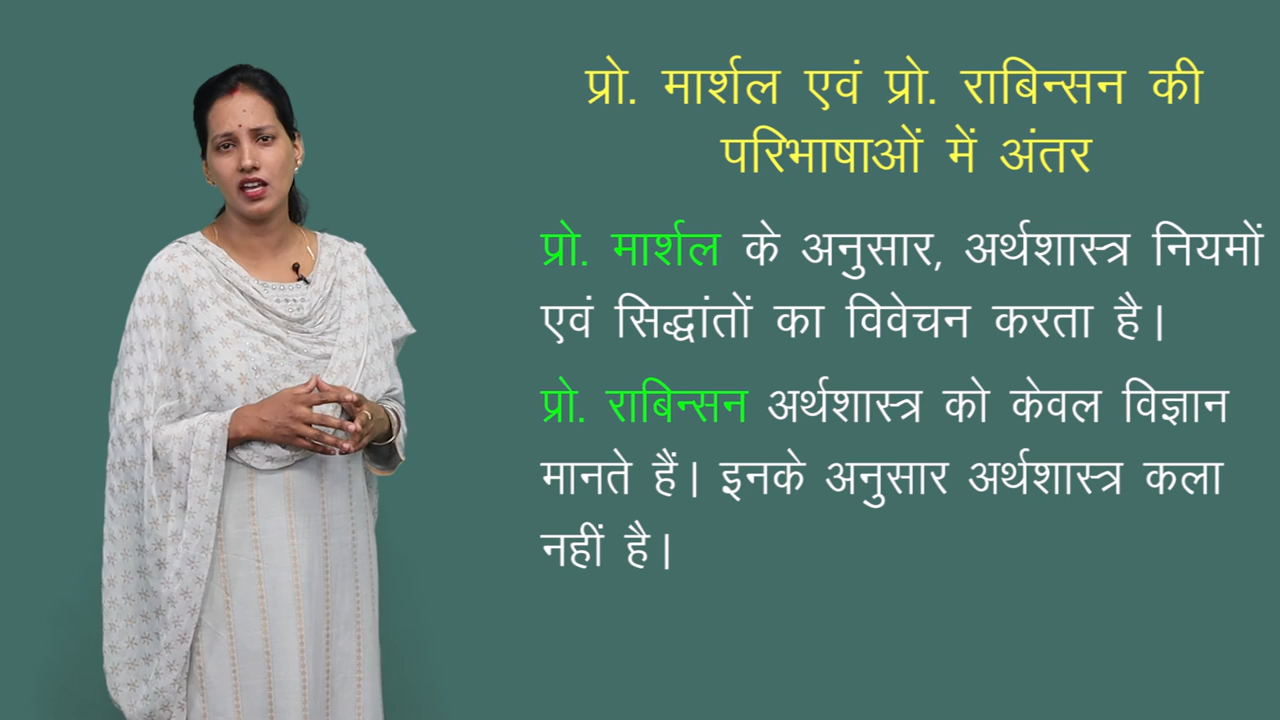 प्रो. मार्शल एवं प्रो. राबिन्सन की
परिभाषाओं में अंतर
प्रो. मार्शल के अनुसार, अर्थशास्त्र नियमों
एवं सिद्धांतों का विवेचन करता है।
प्रो. राबिन्सन अर्थशास्त्र को केवल विज्ञान
मानते हैं। इनके अनुसार अर्थशास्त्र कला
नहीं है।